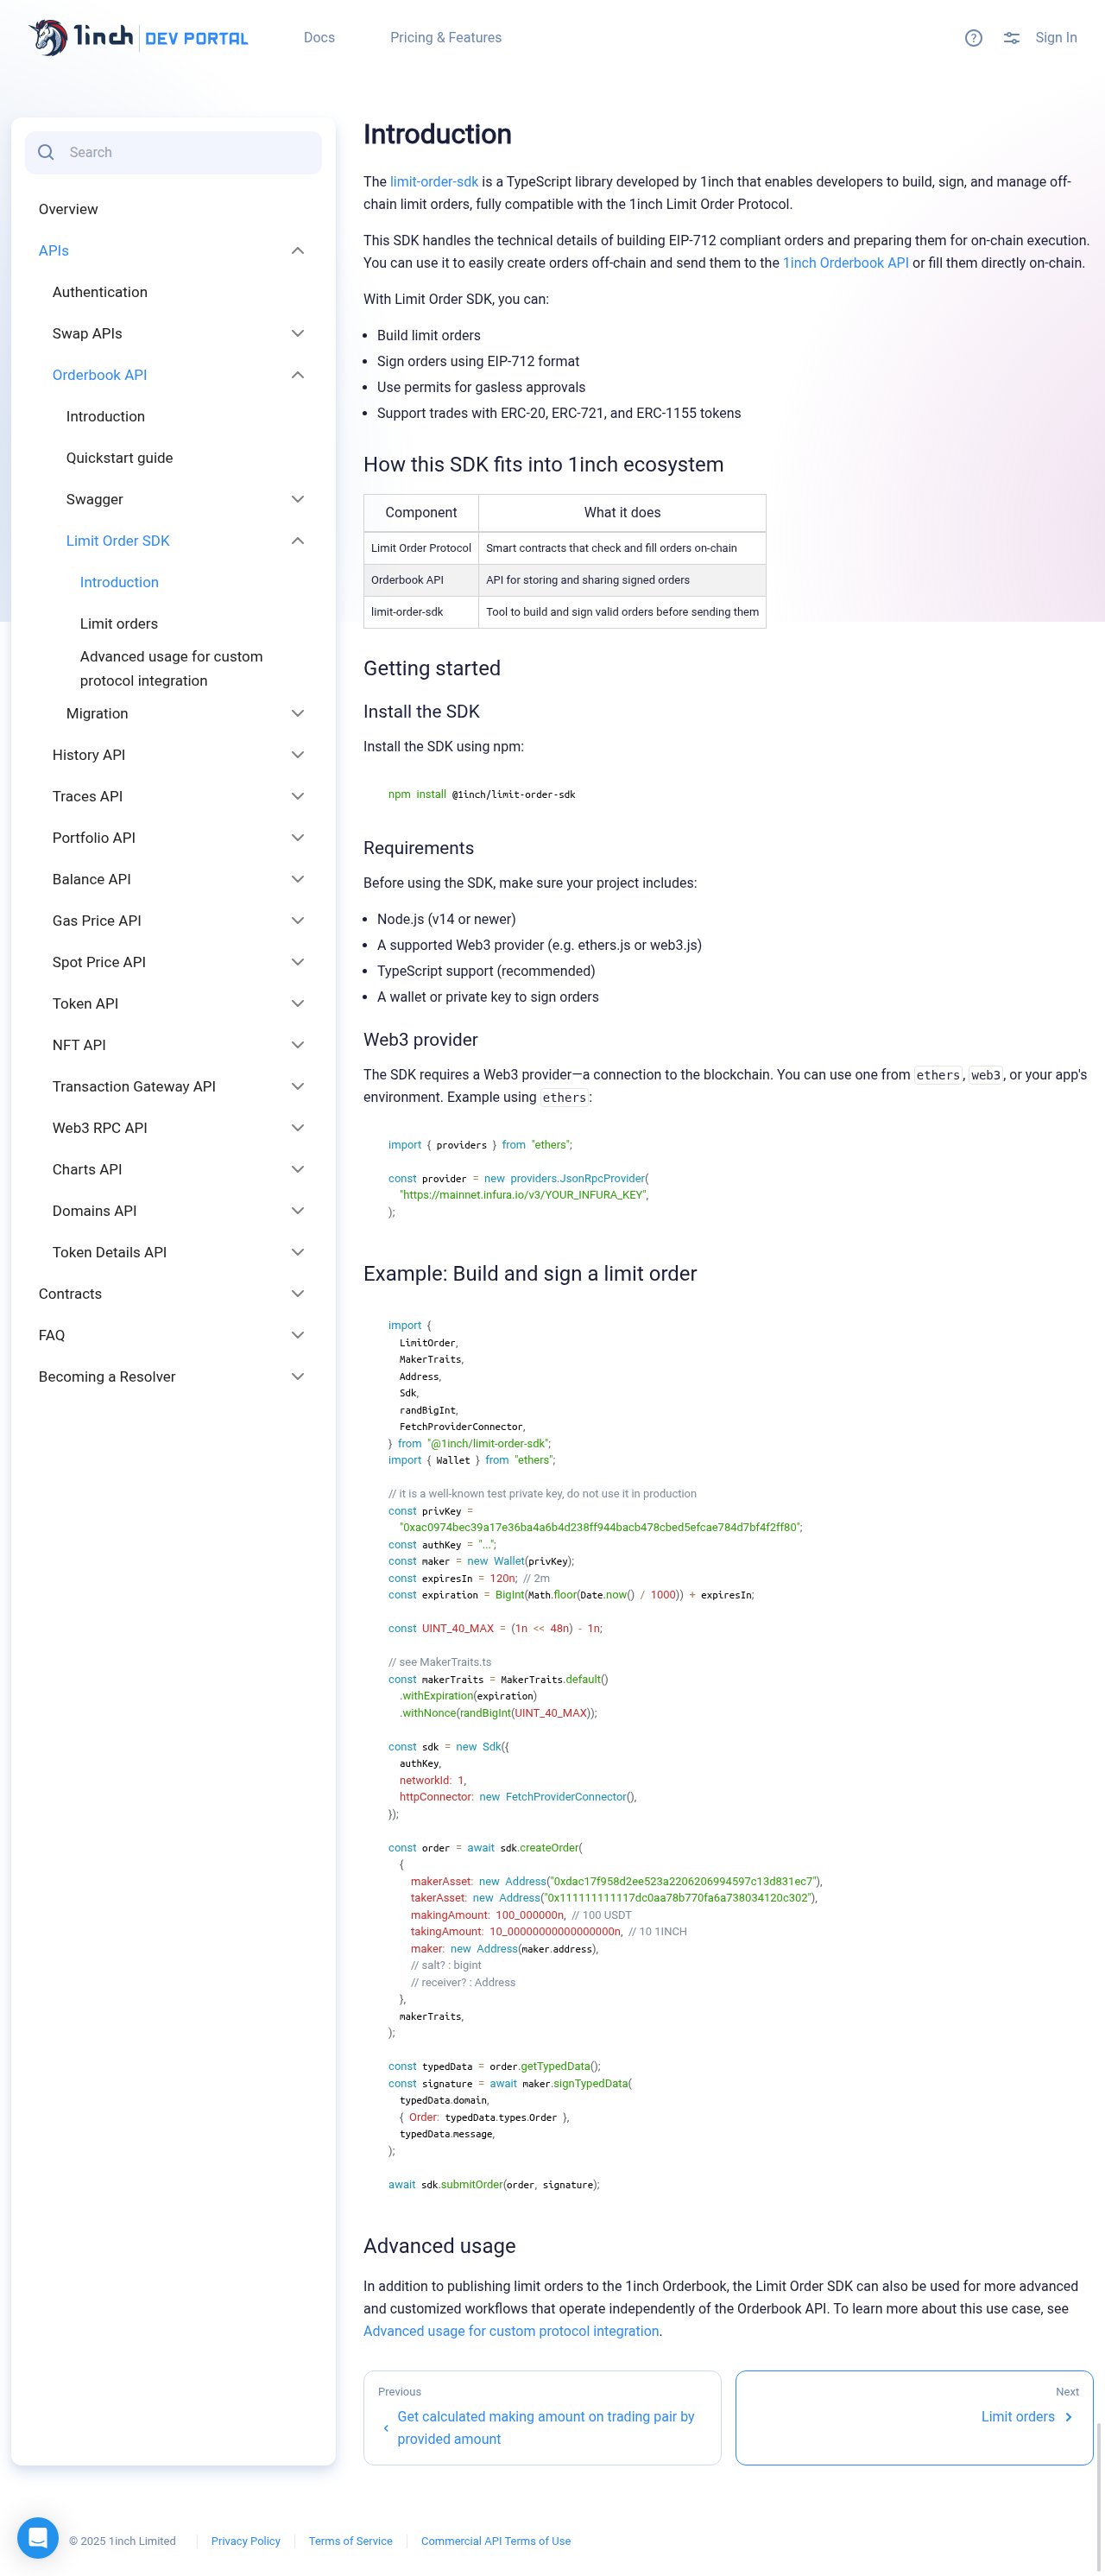 1inch DEV PORTAL Docs Pricing & Features Sign In
Search
Overview
APIs
Authentication
Swap APIs
Orderbook API
Introduction
Quickstart guide
Swagger
Limit Order SDK
Introduction
Limit orders
Advanced usage for custom
protocol integration
Migration
History API
Traces API
Portfolio API
Balance API
Gas Price API
Spot Price API
Token API
NFT API
Transaction Gateway API
Web3 RPC API
Charts API
Domains API
Token Details API
Contracts
FAQ
Becoming a Resolver
Introduction
The limit-order-sdk is a TypeScript library developed by 1inch that enables developers to build, sign, and manage off-
chain limit orders, fully compatible with the 1inch Limit Order Protocol.
This SDK handles the technical details of building EIP-712 compliant orders and preparing them for on-chain execution.
You can use it to easily create orders off-chain and send them to the 1inch Orderbook API or fill them directly on-chain.
With Limit Order SDK, you can:
• Build limit orders
• Sign orders using EIP-712 format
• Use permits for gasless approvals
• Support trades with ERC-20, ERC-721, and ERC-1155 tokens
How this SDK fits into 1inch ecosystem
Component What it does
Limit Order Protocol Smart contracts that check and fill orders on-chain
Orderbook API API for storing and sharing signed orders
limit-order-sdk Tool to build and sign valid orders before sending them
Getting started
Install the SDK
Install the SDK using npm:
npm install @1inch/limit-order-sdk
Requirements
Before using the SDK, make sure your project includes:
• Node.js (v14 or newer)
• A supported Web3 provider (e.g. ethers.js or web3.js)
• TypeScript support (recommended)
• A wallet or private key to sign orders
Web3 provider
The SDK requires a Web3 provider—a connection to the blockchain. You can use one from ethers, web3, or your app's
environment. Example using ethers:
import { providers } from "ethers";
const provider = new providers.JsonRpcProvider(
"https://mainnet.infura.io/v3/YOUR_INFURA_KEY",
);
Example: Build and sign a limit order
import {
LimitOrder,
MakerTraits,
Address,
Sdk,
randBigInt,
FetchProviderConnector,
} from "@1inch/limit-order-sdk";
import { Wallet } from "ethers";
// it is a well-known test private key, do not use it in production
const privKey =
"0xac0974bec39a17e36ba4a6b4d238ff944bacb478cbed5efcae784d7bf4f2ff80";
const authKey = "...";
const maker = new Wallet(privKey);
const expiresIn = 120n; // 2m
const expiration = BigInt(Math.floor(Date.now() / 1000)) + expiresIn;
const UINT_40_MAX = (1n << 48n) - 1n;
// see MakerTraits.ts
const makerTraits = MakerTraits.default()
.withExpiration(expiration)
.withNonce(randBigInt(UINT_40_MAX));
const sdk = new Sdk({
authKey,
networkId: 1,
httpConnector: new FetchProviderConnector(),
});
const order = await sdk.createOrder(
{
makerAsset: new Address("0xdac17f958d2ee523a2206206994597c13d831ec7"),
takerAsset: new Address("0x111111111117dc0aa78b770fa6a738034120c302"),
makingAmount: 100_000000n, // 100 USDT
takingAmount: 10_00000000000000000n, // 10 1INCH
maker: new Address(maker.address),
// salt? : bigint
// receiver? : Address
},
makerTraits,
);
const typedData = order.getTypedData();
const signature = await maker.signTypedData(
typedData.domain,
{ Order: typedData.types.Order },
typedData.message,
);
await sdk.submitOrder(order, signature);
Advanced usage
In addition to publishing limit orders to the 1inch Orderbook, the Limit Order SDK can also be used for more advanced
and customized workflows that operate independently of the Orderbook API. To learn more about this use case, see
Advanced usage for custom protocol integration.
Previous
Get calculated making amount on trading pair by
provided amount
Next
Limit orders
© 2025 1inch Limited Privacy Policy Terms of Service Commercial API Terms of Use